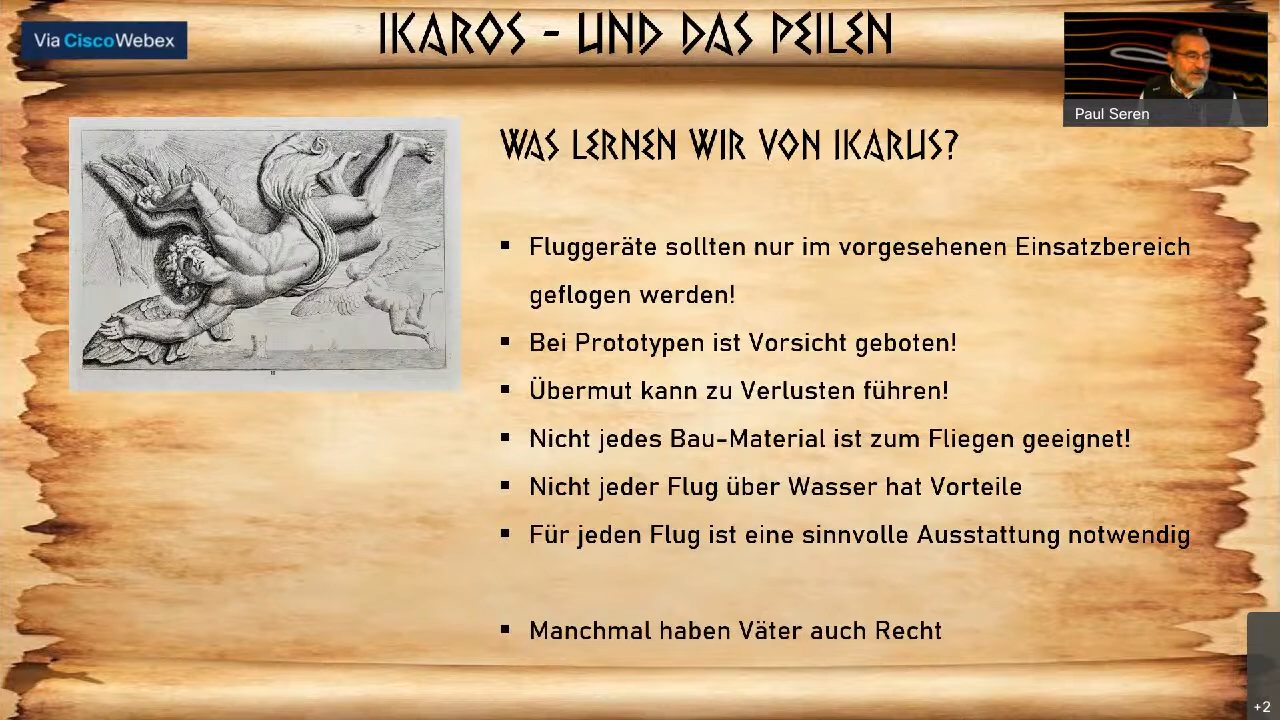 Via CiscoWebex
IKAROS - UND DAS PEILEN
Paul Seren
WAS LERNEN WIR VON IKARUS?
▪ Fluggeräte sollten nur im vorgesehenen Einsatzbereich
geflogen werden!
▪ Bei Prototypen ist Vorsicht geboten!
▪ Übermut kann zu Verlusten führen!
▪ Nicht jedes Bau-Material ist zum Fliegen geeignet!
▪ Nicht jeder Flug über Wasser hat Vorteile
▪ Für jeden Flug ist eine sinnvolle Ausstattung notwendig
▪ Manchmal haben Väter auch Recht
+2